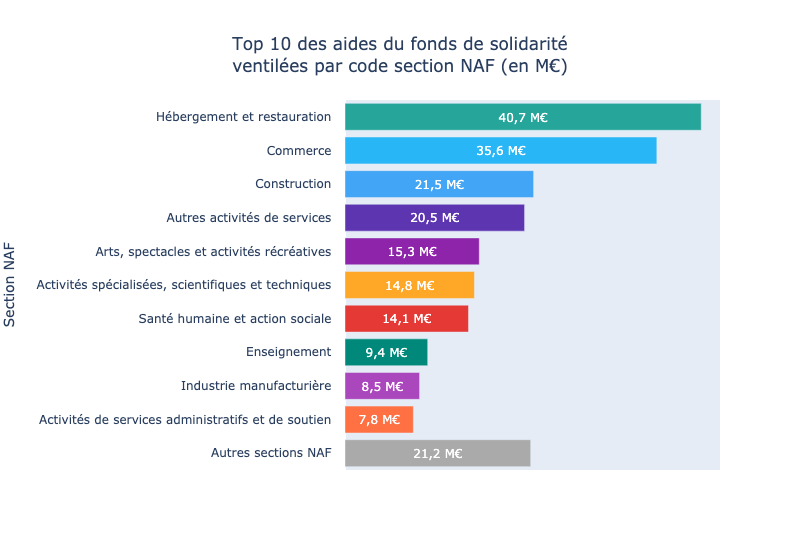 Top 10 des aides du fonds de solidarité
ventilées par code section NAF (en M€)
Section NAF
Hébergement et restauration 40,7 M€
Commerce 35,6 M€
Construction 21,5 M€
Autres activités de services 20,5 M€
Arts, spectacles et activités récréatives 15,3 M€
Activités spécialisées, scientifiques et techniques 14,8 M€
Santé humaine et action sociale 14,1 M€
Enseignement 9,4 M€
Industrie manufacturière 8,5 M€
Activités de services administratifs et de soutien 7,8 M€
Autres sections NAF 21,2 M€